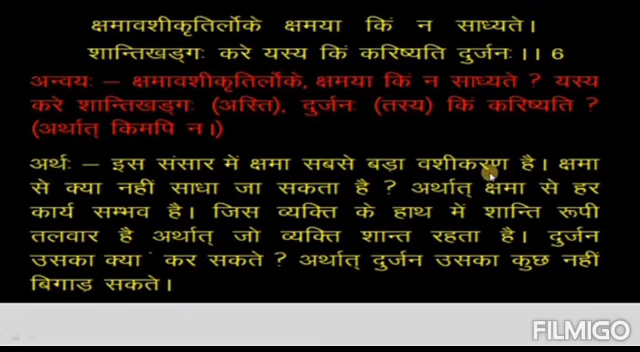 क्षमावशीकृतिर्लोके क्षमया किं न साध्यते।
शान्तिखड्गः करे यस्य किं करिष्यति दुर्जनः।। 6
अन्वयः – क्षमावशीकृतिर्लोके, क्षमया किं न साध्यते ? यस्य
करे शान्तिखड्गः (अस्ति), दुर्जनः (तस्य) किं करिष्यति ?
(अर्थात् किमपि न।)
अर्थः – इस संसार में क्षमा सबसे बड़ा वशीकरण है। क्षमा
से क्या नहीं साधा जा सकता है ? अर्थात् क्षमा से हर
कार्य सम्भव है। जिस व्यक्ति के हाथ में शान्ति रूपी
तलवार है अर्थात् जो व्यक्ति शान्त रहता है। दुर्जन
उसका क्या कर सकते ? अर्थात् दुर्जन उसका कुछ नहीं
बिगाड़ सकते।
FILMIGO